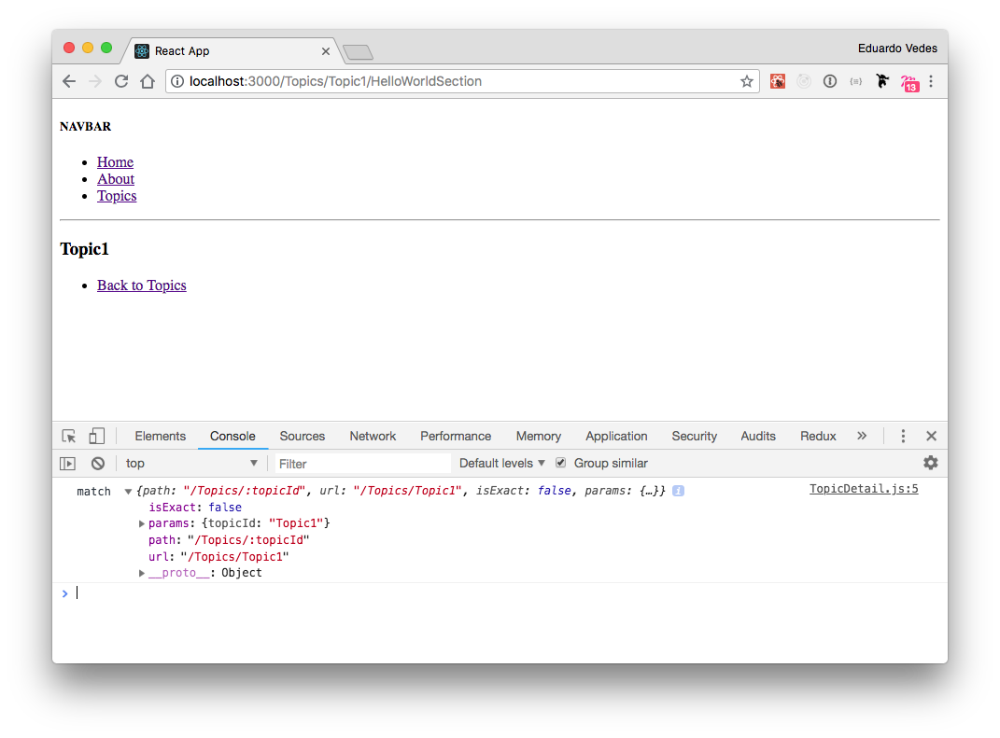 React App
Eduardo Vedes
localhost:3000/Topics/Topic1/HelloWorldSection
13
NAVBAR
Home
About
Topics
Topic1
Back to Topics
Elements Console Sources Network Performance Memory Application Security Audits Redux »
top Filter Default levels Group similar
match {path: "/Topics/:topicId", url: "/Topics/Topic1", isExact: false, params: {…}} i TopicDetail.js:5
isExact: false
params: {topicId: "Topic1"}
path: "/Topics/:topicId"
url: "/Topics/Topic1"
__proto__: Object